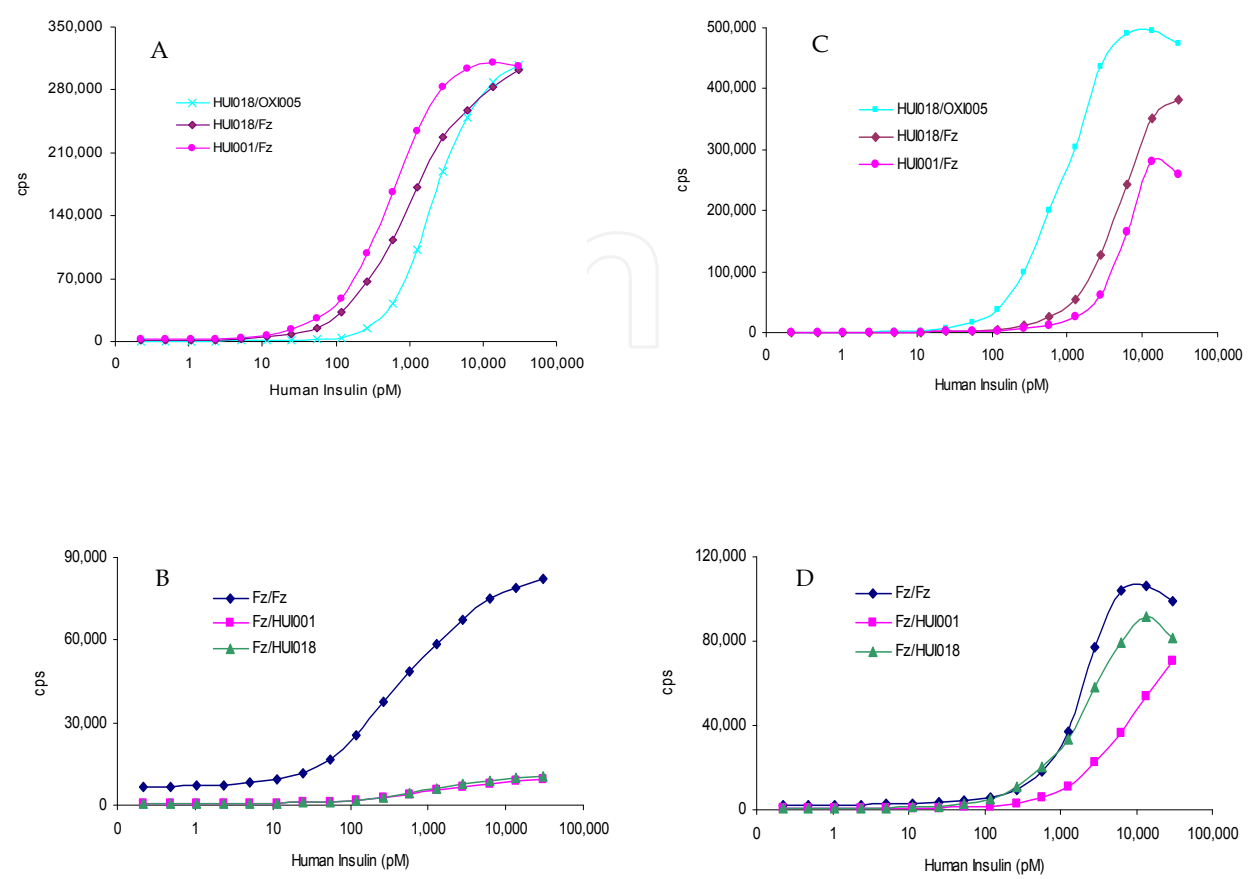 A
350,000
280,000
210,000
140,000
70,000
0
cps
HUI018/OXI005
HUI018/Fz
HUI001/Fz
0 1 10 100 1,000 10,000 100,000
Human Insulin (pM)
C
500,000
400,000
300,000
200,000
100,000
0
cps
HUI018/OXI005
HUI018/Fz
HUI001/Fz
0 1 10 100 1,000 10,000 100,000
Human Insulin (pM)
B
90,000
60,000
30,000
0
cps
Fz/Fz
Fz/HUI001
Fz/HUI018
0 1 10 100 1,000 10,000 100,000
Human Insulin (pM)
D
120,000
80,000
40,000
0
cps
Fz/Fz
Fz/HUI001
Fz/HUI018
0 1 10 100 1,000 10,000 100,000
Human Insulin (pM)